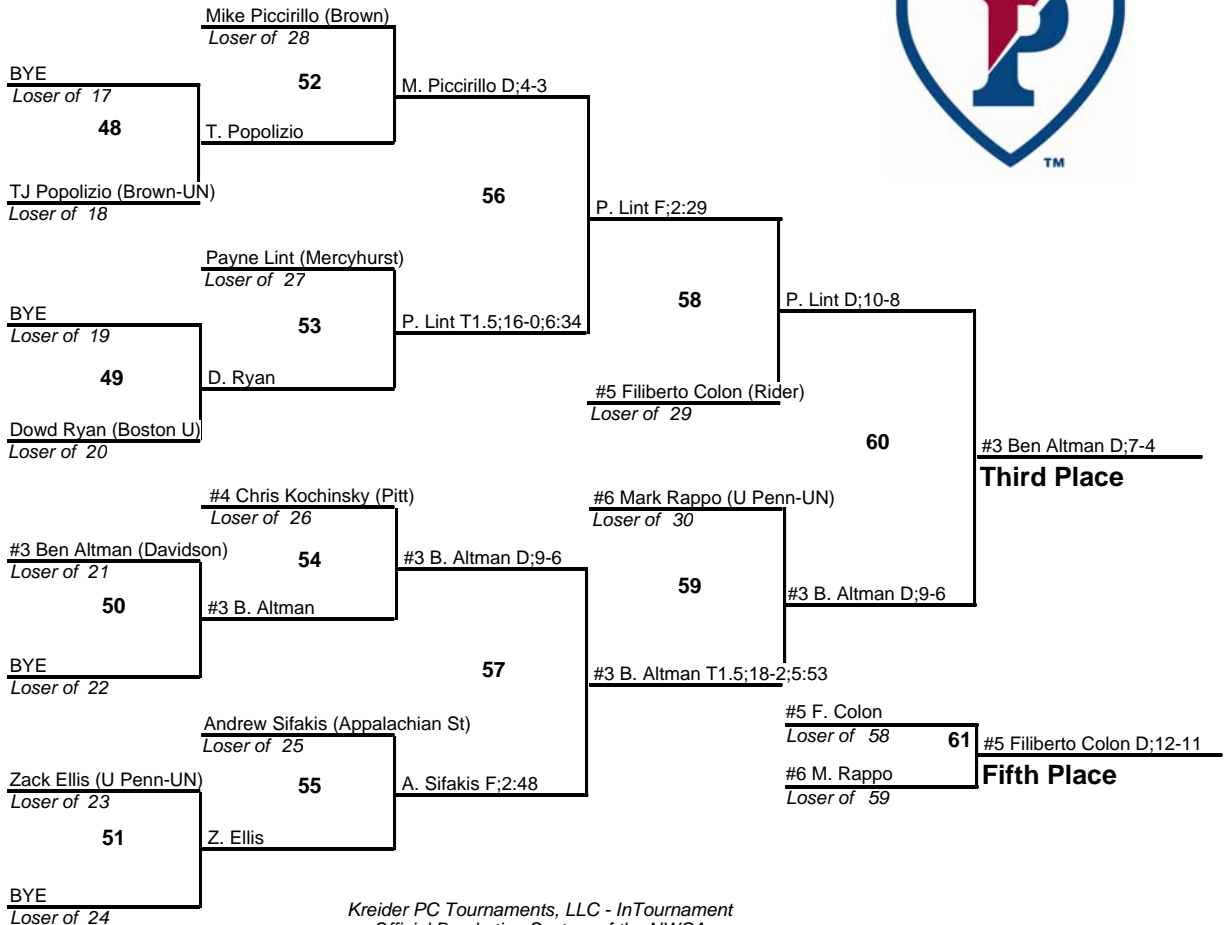 Mike Piccirillo (Brown)
Loser of 28
52
BYE
Loser of 17
48
M. Piccirillo D;4-3
T. Popolizio
TJ Popolizio (Brown-UN)
Loser of 18
56
P. Lint F;2:29
Payne Lint (Mercyhurst)
Loser of 27
BYE
Loser of 19
53
P. Lint T1.5;16-0;6:34
58
P. Lint D;10-8
49
D. Ryan
#5 Filiberto Colon (Rider)
Loser of 29
Dowd Ryan (Boston U)
Loser of 20
60
#3 Ben Altman D;7-4
Third Place
#4 Chris Kochinsky (Pitt)
Loser of 26
#6 Mark Rappo (U Penn-UN)
Loser of 30
#3 Ben Altman (Davidson)
Loser of 21
54
#3 B. Altman D;9-6
59
50
#3 B. Altman
#3 B. Altman D;9-6
BYE
Loser of 22
57
#3 B. Altman T1.5;18-2;5:53
Andrew Sifakis (Appalachian St)
Loser of 25
#5 F. Colon
Loser of 58
61
#5 Filiberto Colon D;12-11
Fifth Place
Zack Ellis (U Penn-UN)
Loser of 23
55
A. Sifakis F;2:48
#6 M. Rappo
Loser of 59
51
Z. Ellis
BYE
Loser of 24
Kreider PC Tournaments, LLC - InTournament
P
TM